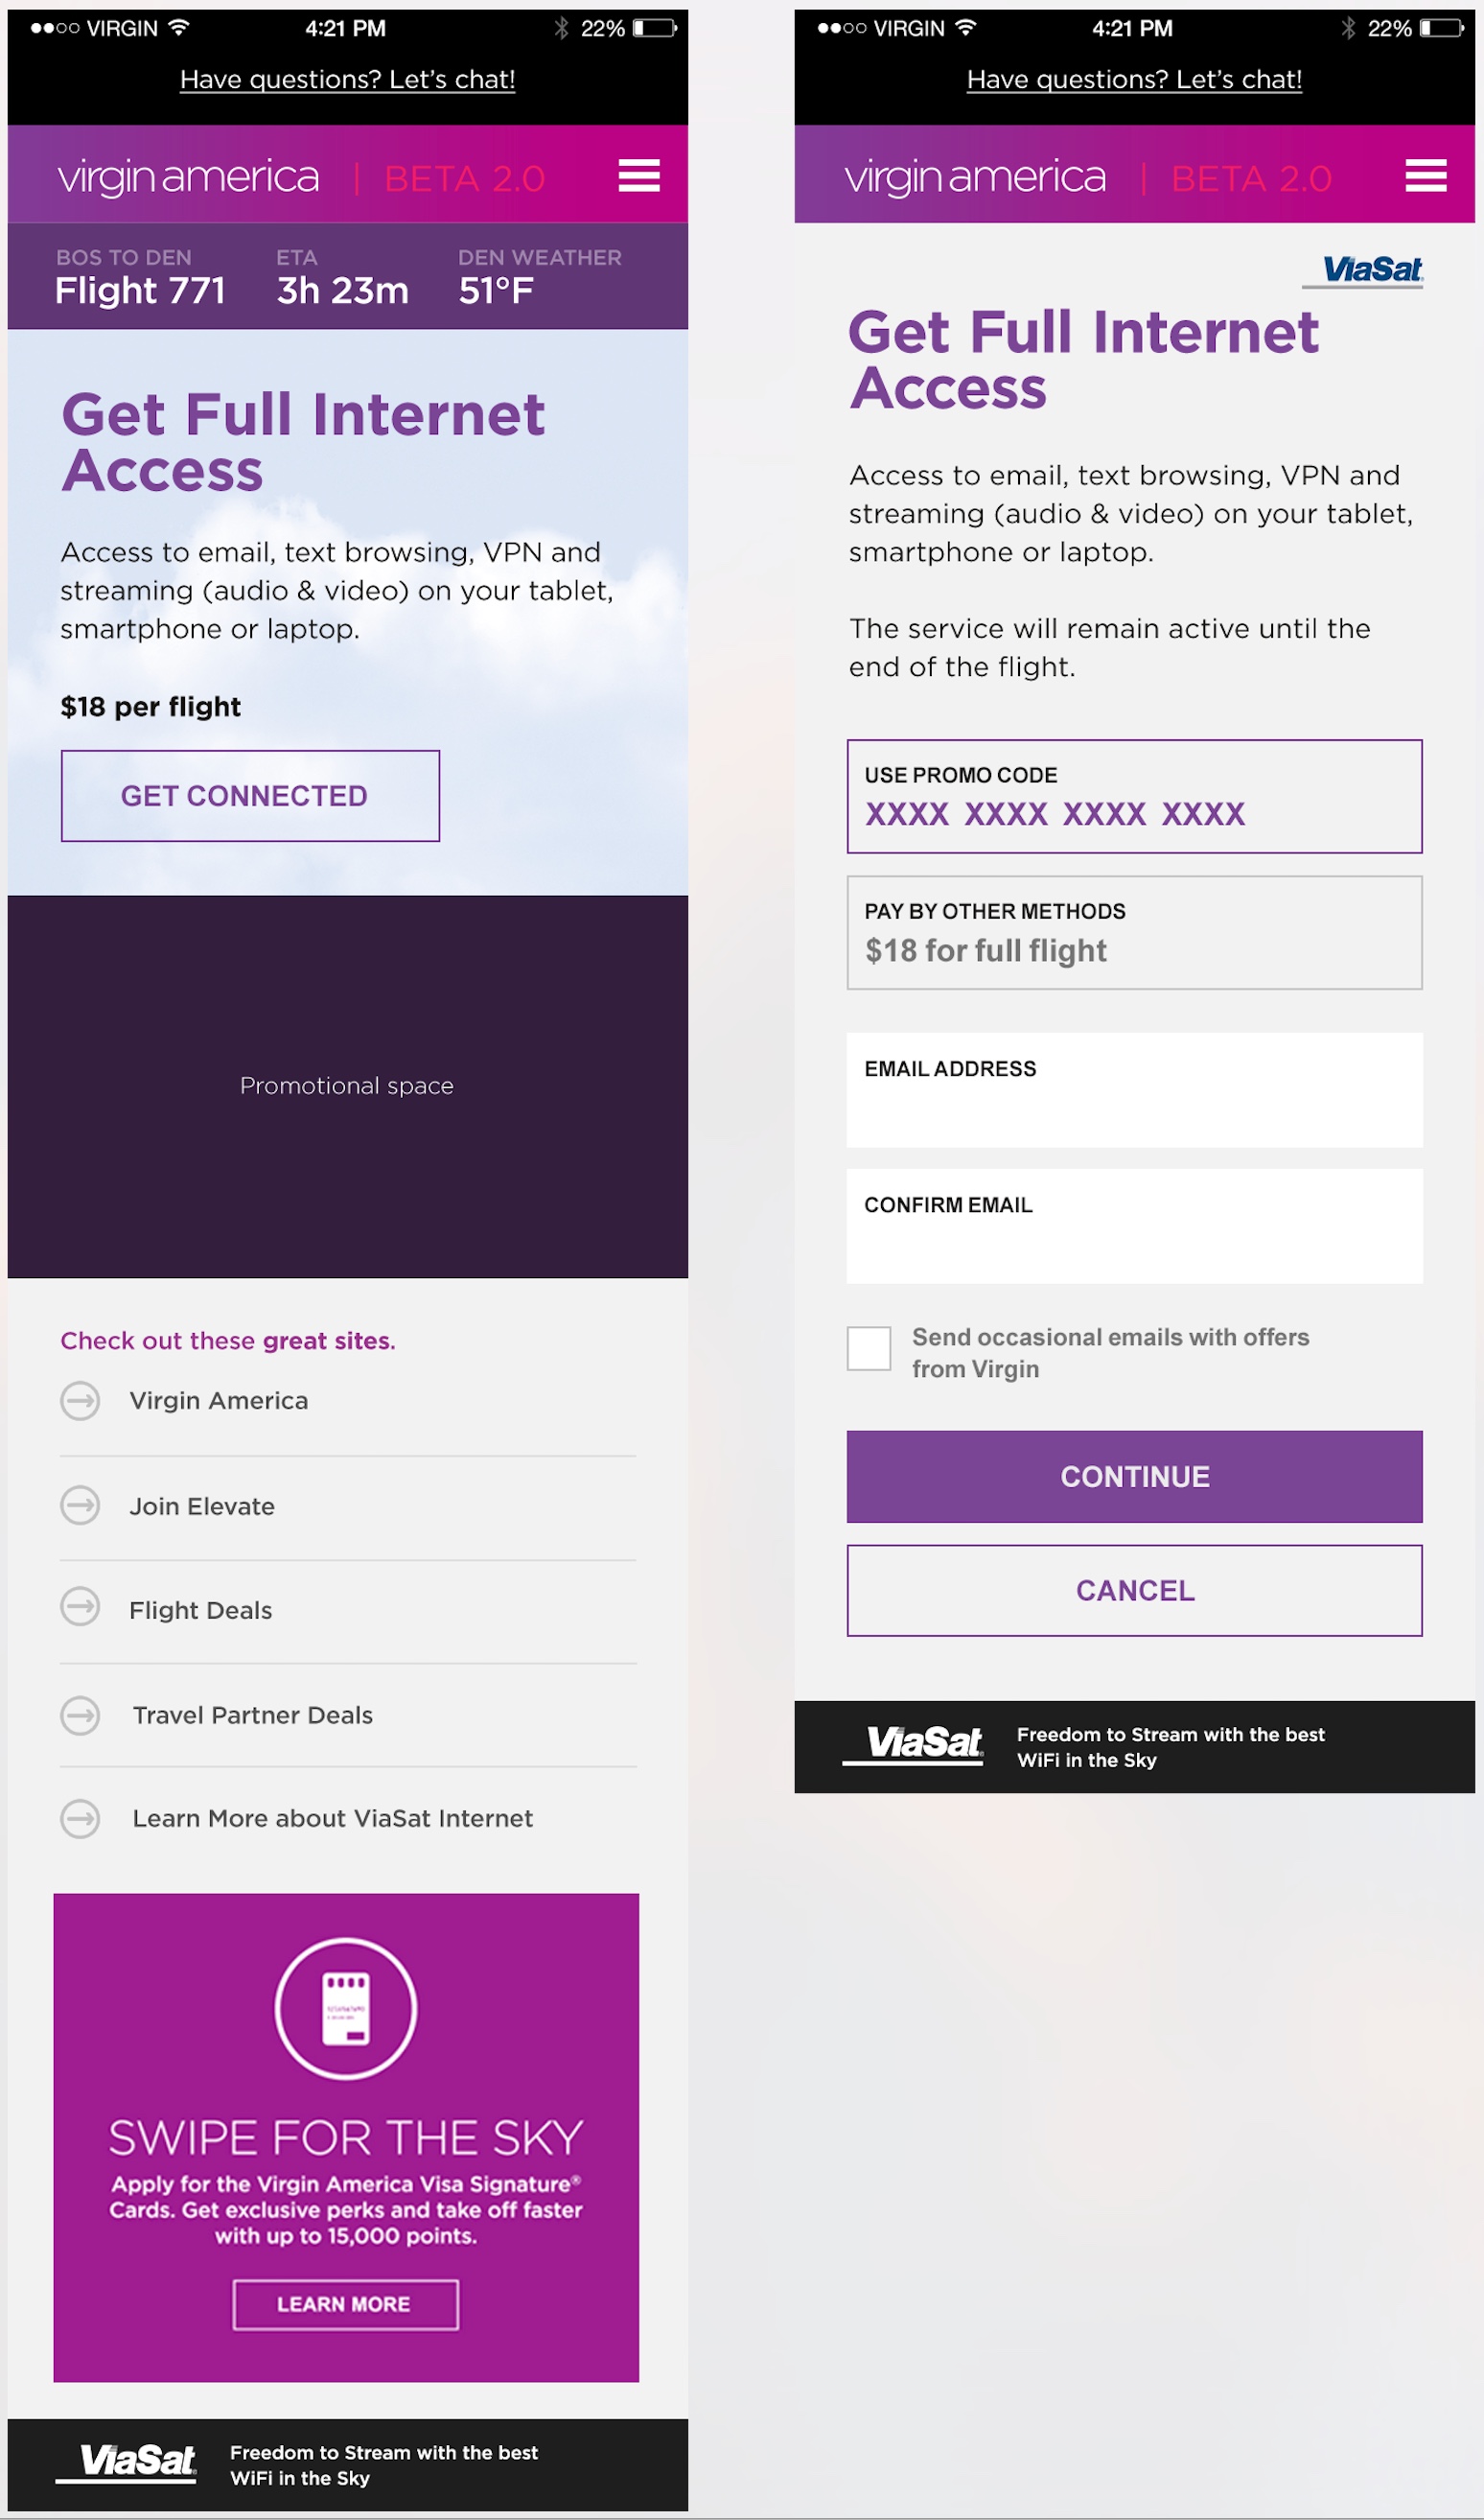 VIRGIN
4:21 PM
22%
Have questions? Let's chat!
virgin america | BETA 2.0
BOS TO DEN
Flight 771
ETA
3h 23m
DEN WEATHER
51°F
Get Full Internet
Access
Access to email, text browsing, VPN and
streaming (audio & video) on your tablet,
smartphone or laptop.
$18 per flight
GET CONNECTED
Promotional space
Check out these great sites.
Virgin America
Join Elevate
Flight Deals
Travel Partner Deals
Learn More about ViaSat Internet
SWIPE FOR THE SKY
Apply for the Virgin America Visa Signature®
Cards. Get exclusive perks and take off faster
with up to 15,000 points.
LEARN MORE
ViaSat
Freedom to Stream with the best
WiFi in the Sky
VIRGIN
4:21 PM
22%
Have questions? Let's chat!
virgin america | BETA 2.0
ViaSat
Get Full Internet
Access
Access to email, text browsing, VPN and
streaming (audio & video) on your tablet,
smartphone or laptop.
The service will remain active until the
end of the flight.
USE PROMO CODE
XXXX XXXX XXXX XXXX
PAY BY OTHER METHODS
$18 for full flight
EMAIL ADDRESS
CONFIRM EMAIL
Send occasional emails with offers
from Virgin
CONTINUE
CANCEL
ViaSat
Freedom to Stream with the best
WiFi in the Sky